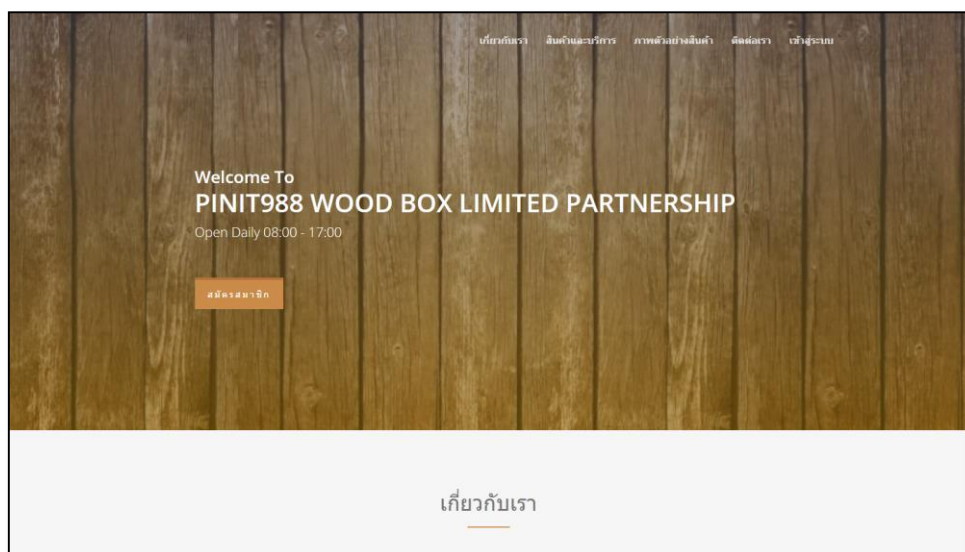 เกี่ยวกับเรา สินค้าและบริการ ภาพตัวอย่างสินค้า ติดต่อเรา เข้าสู่ระบบ
Welcome To
PINIT988 WOOD BOX LIMITED PARTNERSHIP
Open Daily 08:00 - 17:00
สมัครสมาชิก
เกี่ยวกับเรา